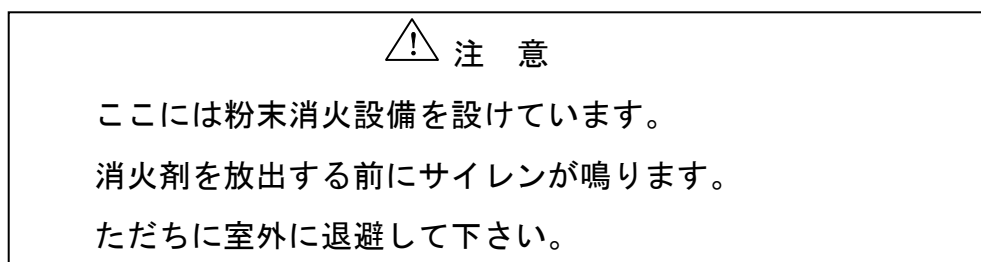 注　意
ここには粉末消火設備を設けています。
消火剤を放出する前にサイレンが鳴ります。
ただちに室外に退避して下さい。